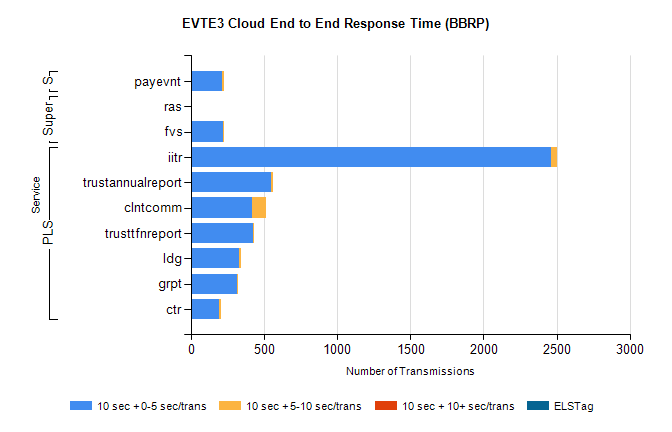 EVTE3 Cloud End to End Response Time (BBRP)
payevnt
ras
fvs
iitr
trustannualreport
clntcomm
trusttfnreport
ldg
grpt
ctr
Super
Service
PLS
0 500 1000 1500 2000 2500 3000
Number of Transmissions
10 sec +0-5 sec/trans 10 sec +5-10 sec/trans 10 sec + 10+ sec/trans ELSTag